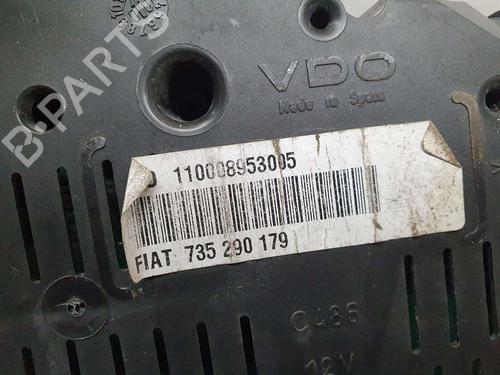 VDO
Made in Spain
B-PARTS
110008953005
FIAT 735 290 179
C486
12V